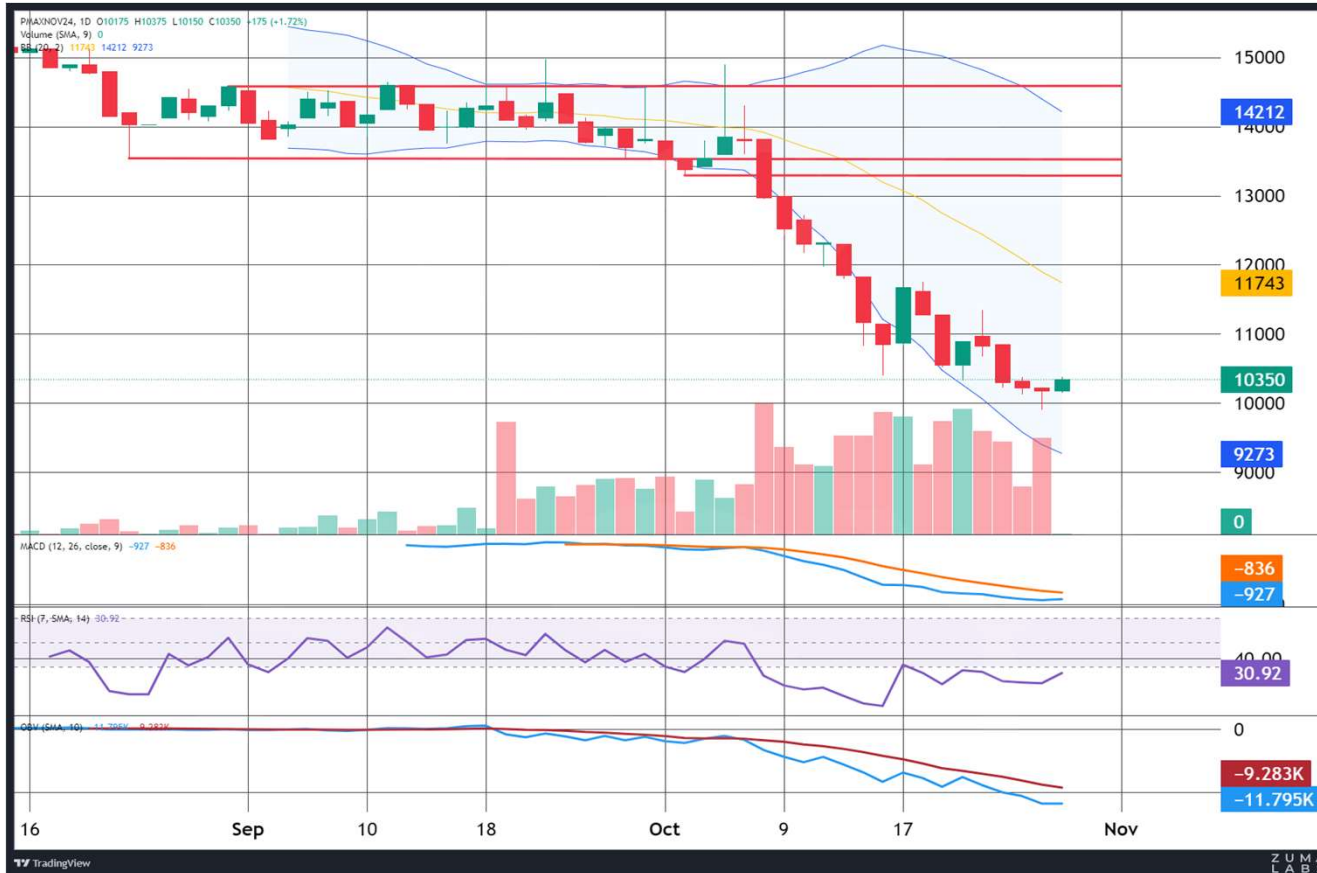 PMAXNOV24, 1D O10175 H10375 L10150 C10350 +175 (+1.72%)
Volume (SMA, 9) 0
BB (20, 2) 11743 14212 9273
15000
14212
14000
13000
12000
11743
11000
10350
10000
9273
9000
0
MACD (12, 26, close, 9) −927 −836
−836
−927
RSI (7, SMA, 14) 30.92
40.00
30.92
OBV (SMA, 10) −11.795K −9.283K
0
−9.283K
−11.795K
16 Sep 10 18 Oct 9 17 Nov
TradingView
ZUM
LAB